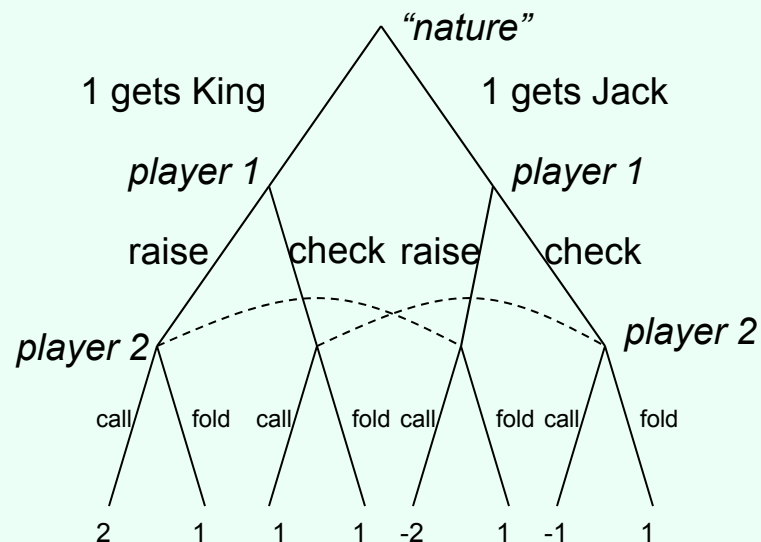 “nature”
1 gets King 1 gets Jack
player 1 player 1
raise check raise check
player 2 player 2
call fold call fold call fold call fold
2 1 1 1 -2 1 -1 1